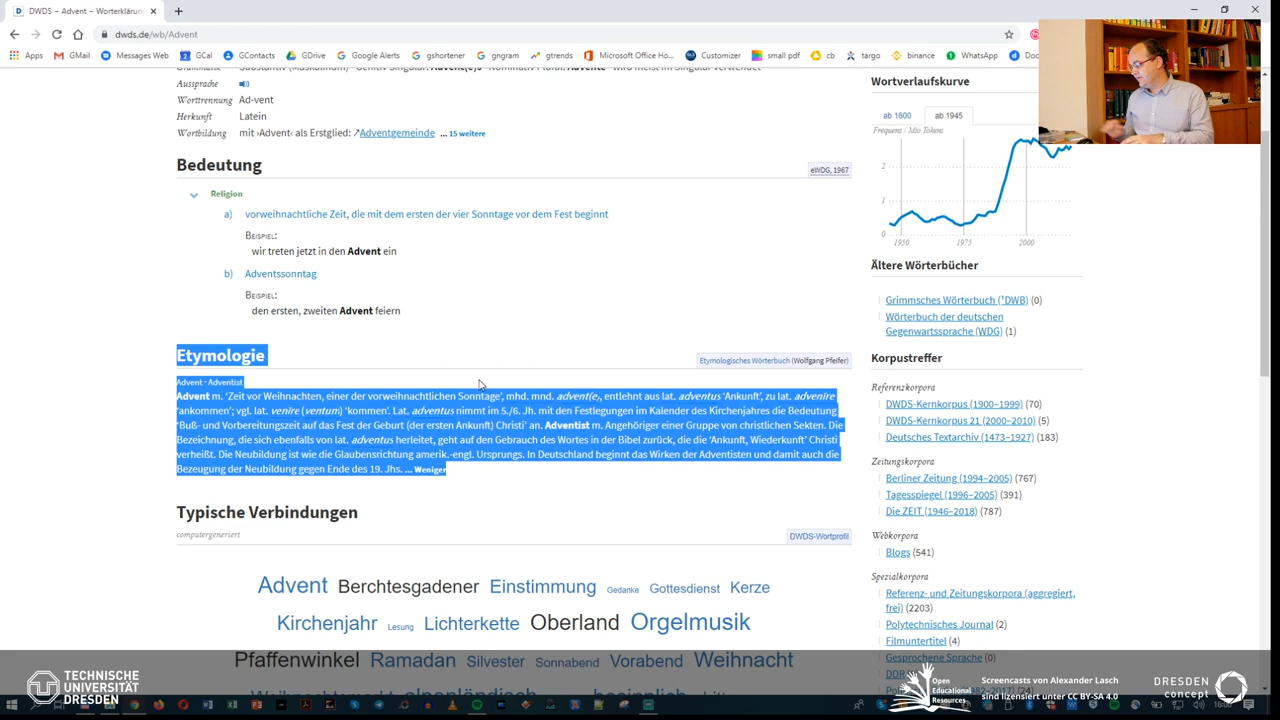 DWDS – Advent – Worterklärun
dwds.de/wb/Advent
Apps
GMail
Messages Web
GCal
GContacts
GDrive
Google Alerts
gshortener
gngram
gtrends
Microsoft Office Ho...
Customizer
small pdf
cb
targo
binance
WhatsApp
Aussprache
Worttrennung Ad-vent
Herkunft Latein
Wortbildung mit ›Advent‹ als Erstglied: ↗Adventgemeinde ... 15 weitere
Bedeutung
eWDG, 1967
Religion
a) vorweihnachtliche Zeit, die mit dem ersten der vier Sonntage vor dem Fest beginnt
Beispiel:
wir treten jetzt in den Advent ein
b) Adventssonntag
Beispiel:
den ersten, zweiten Advent feiern
Etymologie
Etymologisches Wörterbuch (Wolfgang Pfeifer)
Advent · Adventist
Advent m. ‘Zeit vor Weihnachten, einer der vorweihnachtlichen Sonntage’, mhd. mnd. advent(e), entlehnt aus lat. adventus ‘Ankunft’, zu lat. advenīre
‘ankommen’; vgl. lat. venīre (ventum) ‘kommen’. Lat. adventus nimmt im 5./6. Jh. mit den Festlegungen im Kalender des Kirchenjahres die Bedeutung
‘Buß- und Vorbereitungszeit auf das Fest der Geburt (der ersten Ankunft) Christi’ an. Adventist m. Angehöriger einer Gruppe von christlichen Sekten. Die
Bezeichnung, die sich ebenfalls von lat. adventus herleitet, geht auf den Gebrauch des Wortes in der Bibel zurück, die die ‘Ankunft, Wiederkunft’ Christi
verheißt. Die Neubildung ist wie die Glaubensrichtung amerik.-engl. Ursprungs. In Deutschland beginnt das Wirken der Adventisten und damit auch die
Bezeugung der Neubildung gegen Ende des 19. Jhs. ... Weniger
Typische Verbindungen
computergeneriert
DWDS-Wortprofil
Advent Berchtesgadener Einstimmung Gedanke Gottesdienst Kerze
Kirchenjahr Lesung Lichterkette Oberland Orgelmusik
Pfaffenwinkel Ramadan Silvester Sonnabend Vorabend Weihnacht
Wortverlaufskurve
ab 1600 ab 1945
Frequenz / Mio Tokens
2
1
0
1950 1975 2000
Ältere Wörterbücher
Grimmsches Wörterbuch (¹DWB) (0)
Wörterbuch der deutschen
Gegenwartssprache (WDG) (1)
Korpustreffer
Referenzkorpora
DWDS-Kernkorpus (1900–1999) (70)
DWDS-Kernkorpus 21 (2000–2010) (5)
Deutsches Textarchiv (1473–1927) (183)
Zeitungskorpora
Berliner Zeitung (1994–2005) (767)
Tagesspiegel (1996–2005) (391)
Die ZEIT (1946–2018) (787)
Webkorpora
Blogs (541)
Spezialkorpora
Referenz- und Zeitungskorpora (aggregiert,
frei) (2203)
Polytechnisches Journal (2)
Filmuntertitel (4)
Gesprochene Sprache (0)
DDR
TECHNISCHE
UNIVERSITÄT
DRESDEN
Open
Educational
Resources
Screencasts von Alexander Lasch
sind lizensiert unter CC BY-SA 4.0
DRESDEN
concept